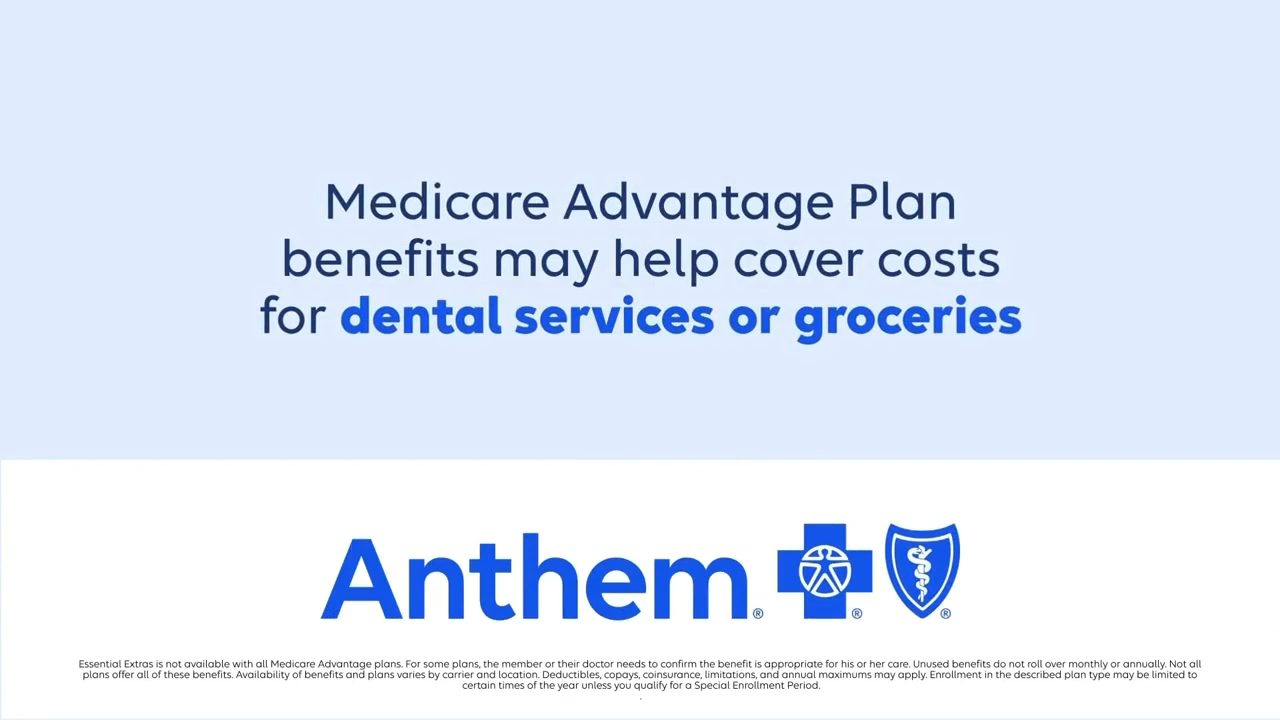 Medicare Advantage Plan
benefits may help cover costs
for dental services or groceries
Anthem® ® ®
Essential Extras is not available with all Medicare Advantage plans. For some plans, the member or their doctor needs to confirm the benefit is appropriate for his or her care. Unused benefits do not roll over monthly or annually. Not all
plans offer all of these benefits. Availability of benefits and plans varies by carrier and location. Deductibles, copays, coinsurance, limitations, and annual maximums may apply. Enrollment in the described plan type may be limited to
certain times of the year unless you qualify for a Special Enrollment Period.
.